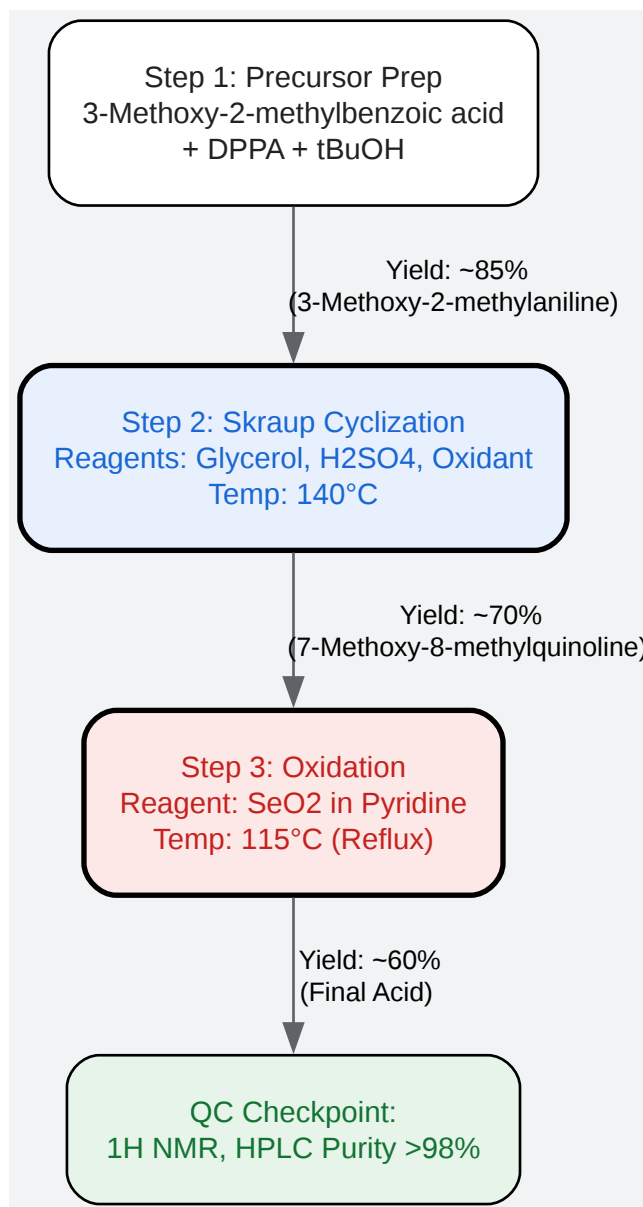 Step 1: Precursor Prep
3-Methoxy-2-methylbenzoic acid
+ DPPA + tBuOH
Yield: ~85%
(3-Methoxy-2-methylaniline)
Step 2: Skraup Cyclization
Reagents: Glycerol, H2SO4, Oxidant
Temp: 140°C
Yield: ~70%
(7-Methoxy-8-methylquinoline)
Step 3: Oxidation
Reagent: SeO2 in Pyridine
Temp: 115°C (Reflux)
Yield: ~60%
(Final Acid)
QC Checkpoint:
1H NMR, HPLC Purity >98%